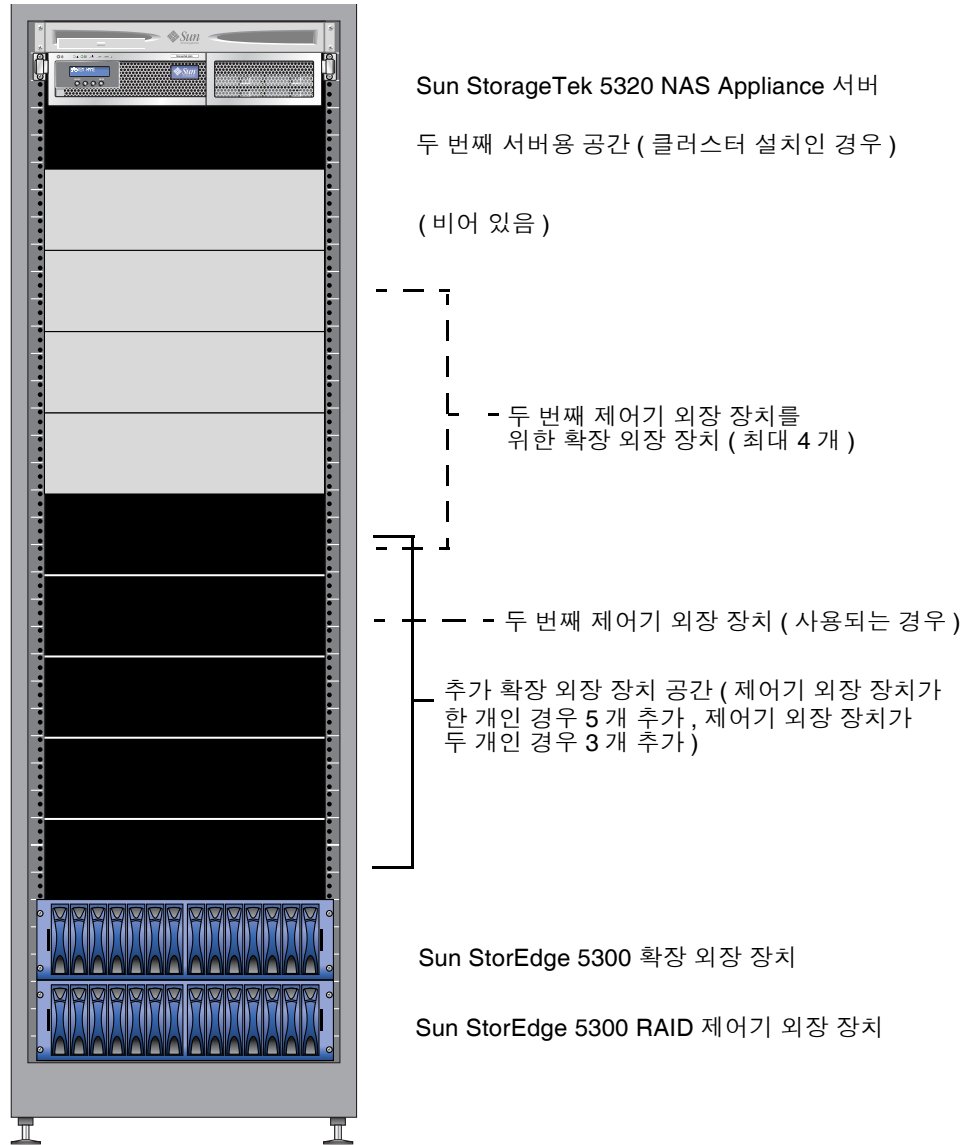 Sun
Sun
Sun StorageTek 5320 NAS Appliance 서버
두 번째 서버용 공간 ( 클러스터 설치인 경우 )
( 비어 있음 )
두 번째 제어기 외장 장치를
위한 확장 외장 장치 ( 최대 4 개 )
두 번째 제어기 외장 장치 ( 사용되는 경우 )
추가 확장 외장 장치 공간 ( 제어기 외장 장치가
한 개인 경우 5 개 추가 , 제어기 외장 장치가
두 개인 경우 3 개 추가 )
Sun StorEdge 5300 확장 외장 장치
Sun StorEdge 5300 RAID 제어기 외장 장치